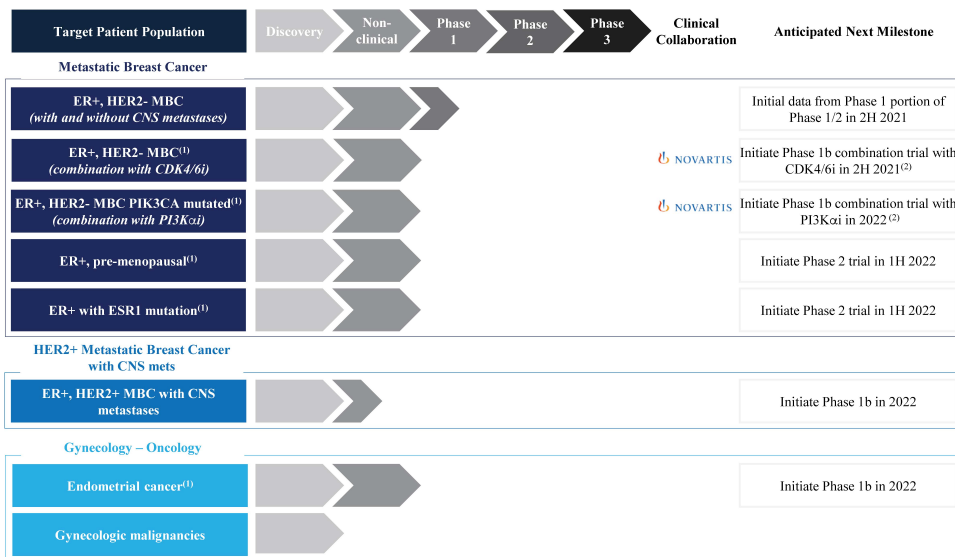 Target Patient Population
Discovery
Non-
clinical
Phase
1
Phase
2
Phase
3
Clinical
Collaboration
Anticipated Next Milestone
Metastatic Breast Cancer
ER+, HER2- MBC
(with and without CNS metastases)
Initial data from Phase 1 portion of
Phase 1/2 in 2H 2021
ER+, HER2- MBC(1)
(combination with CDK4/6i)
NOVARTIS
Initiate Phase 1b combination trial with
CDK4/6i in 2H 2021(2)
ER+, HER2- MBC PIK3CA mutated(1)
(combination with PI3Kαi)
NOVARTIS
Initiate Phase 1b combination trial with
PI3Kαi in 2022 (2)
ER+, pre-menopausal(1)
Initiate Phase 2 trial in 1H 2022
ER+ with ESR1 mutation(1)
Initiate Phase 2 trial in 1H 2022
HER2+ Metastatic Breast Cancer
with CNS mets
ER+, HER2+ MBC with CNS
metastases
Initiate Phase 1b in 2022
Gynecology – Oncology
Endometrial cancer(1)
Initiate Phase 1b in 2022
Gynecologic malignancies